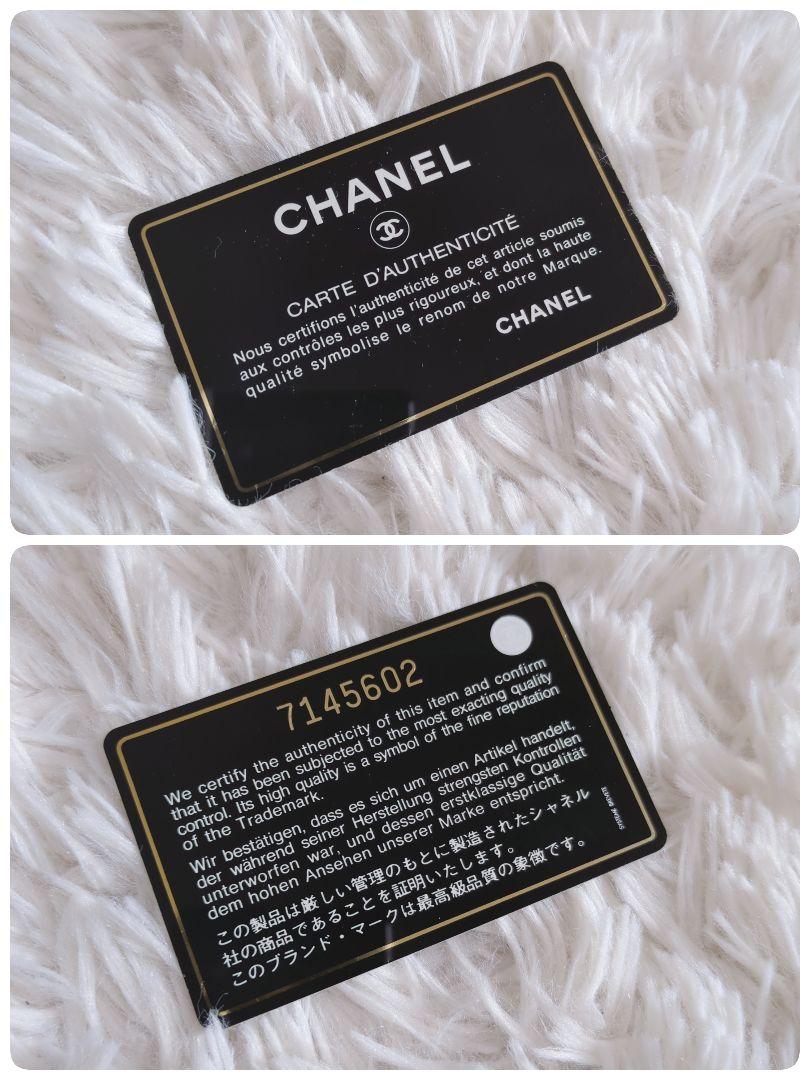 CHANEL
CARTE D'AUTHENTICITÉ
Nous certifions l'authenticité de cet article soumis
aux contrôles les plus rigoureux, et dont la haute
qualité symbolise le renom de notre Marque.
CHANEL
7145602
We certify the authenticity of this item and confirm
that it has been subjected to the most exacting quality
control. Its high quality is a symbol of the fine reputation
of the Trademark.
Wir bestätigen, dass es sich um einen Artikel handelt,
der während seiner Herstellung strengsten Kontrollen
unterworfen war, und dessen erstklassige Qualität
dem hohen Ansehen unserer Marke entspricht.
この製品は厳しい管理のもとに製造されたシャネル
社の商品であることを証明いたします。
このブランド・マークは最高級品質の象徴です。